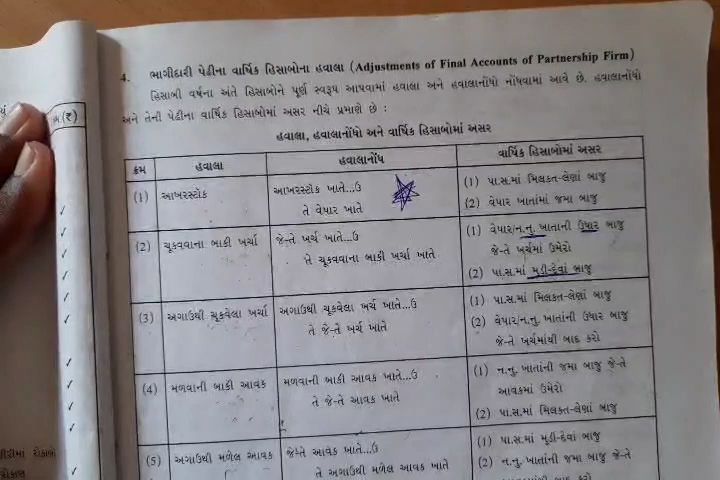 4. ભાગીદારી પેઢીના વાર્ષિક હિસાબોના હવાલા (Adjustments of Final Accounts of Partnership Firm)
હિસાબી વર્ષના અંતે હિસાબોને પૂર્ણ સ્વરૂપ આપવામાં હવાલા અને હવાલાનોંધો નોંધવામાં આવે છે. હવાલાનોંધો
અને તેની પેઢીના વાર્ષિક હિસાબોમાં અસર નીચે પ્રમાણે છે :
હવાલા, હવાલાનોંધો અને વાર્ષિક હિસાબોમાં અસર
ક્રમ હવાલા હવાલાનોંધ વાર્ષિક હિસાબોમાં અસર
(1) આખરસ્ટોક આખરસ્ટોક ખાતે...ઉ (1) પા.સ.માં મિલકત-લેણાં બાજુ
તે વેપાર ખાતે (2) વેપાર ખાતામાં જમા બાજુ
(2) ચૂકવવાના બાકી ખર્ચા જે-તે ખર્ચ ખાતે...ઉ (1) વેપાર/ન.નુ. ખાતાની ઉધાર બાજુ
તે ચૂકવવાના બાકી ખર્ચા ખાતે જે-તે ખર્ચમાં ઉમેરો
(2) પા.સ.માં મૂડી-દેવાં બાજુ
(3) અગાઉથી ચૂકવેલા ખર્ચા અગાઉથી ચૂકવેલા ખર્ચ ખાતે...ઉ (1) પા.સ.માં મિલકત-લેણાં બાજુ
તે જે-તે ખર્ચ ખાતે (2) વેપાર/ન.નુ. ખાતાંની ઉધાર બાજુ
જે-તે ખર્ચમાંથી બાદ કરો
(4) મળવાની બાકી આવક મળવાની બાકી આવક ખાતે...ઉ (1) ન.નુ. ખાતાંની જમા બાજુ જે-તે
તે જે-તે આવક ખાતે આવકમાં ઉમેરો
(2) પા.સ.માં મિલકત-લેણાં બાજુ
(5) અગાઉથી મળેલ આવક જે-તે આવક ખાતે...ઉ (1) પા.સ.માં મૂડી-દેવાં બાજુ
તે અગાઉથી મળેલ આવક ખાતે (2) ન.નુ. ખાતાંની જમા બાજુ જે-તે